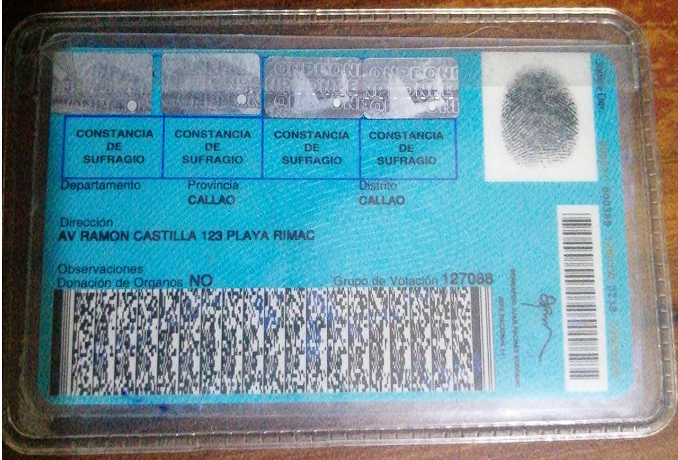 CONSTANCIA DE SUFRAGIO
CONSTANCIA DE SUFRAGIO
CONSTANCIA DE SUFRAGIO
CONSTANCIA DE SUFRAGIO
Departamento Provincia Distrito
CALLAO CALLAO
Dirección
AV RAMON CASTILLA 123 PLAYA RIMAC
Observaciones
Donación de Organos NO Grupo de Votación 127088